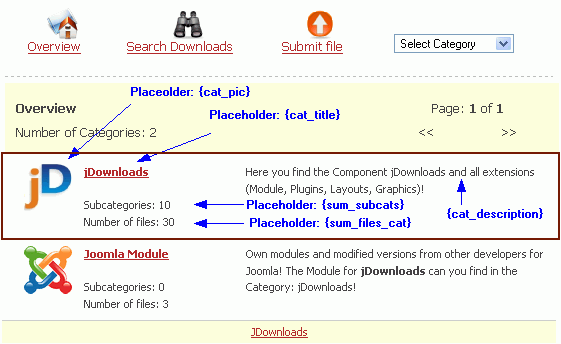 Overview
Search Downloads
Submit file
Select Category
Placeolder: {cat_pic}
Overview
Placeholder: {cat_title}
Page: 1 of 1
Number of Categories: 2
<< >>
jD
jDownloads
Here you find the Component jDownloads and all extensions
(Module, Plugins, Layouts, Graphics)!
Subcategories: 10
Placeholder: {sum_subcats}
{cat_description}
Number of files: 30
Placeholder: {sum_files_cat}
Joomla Module
Own modules and modified versions from other developers for
Joomla! The Module for jDownloads can you find in the
Category: jDownloads!
Subcategories: 0
Number of files: 3
JDownloads